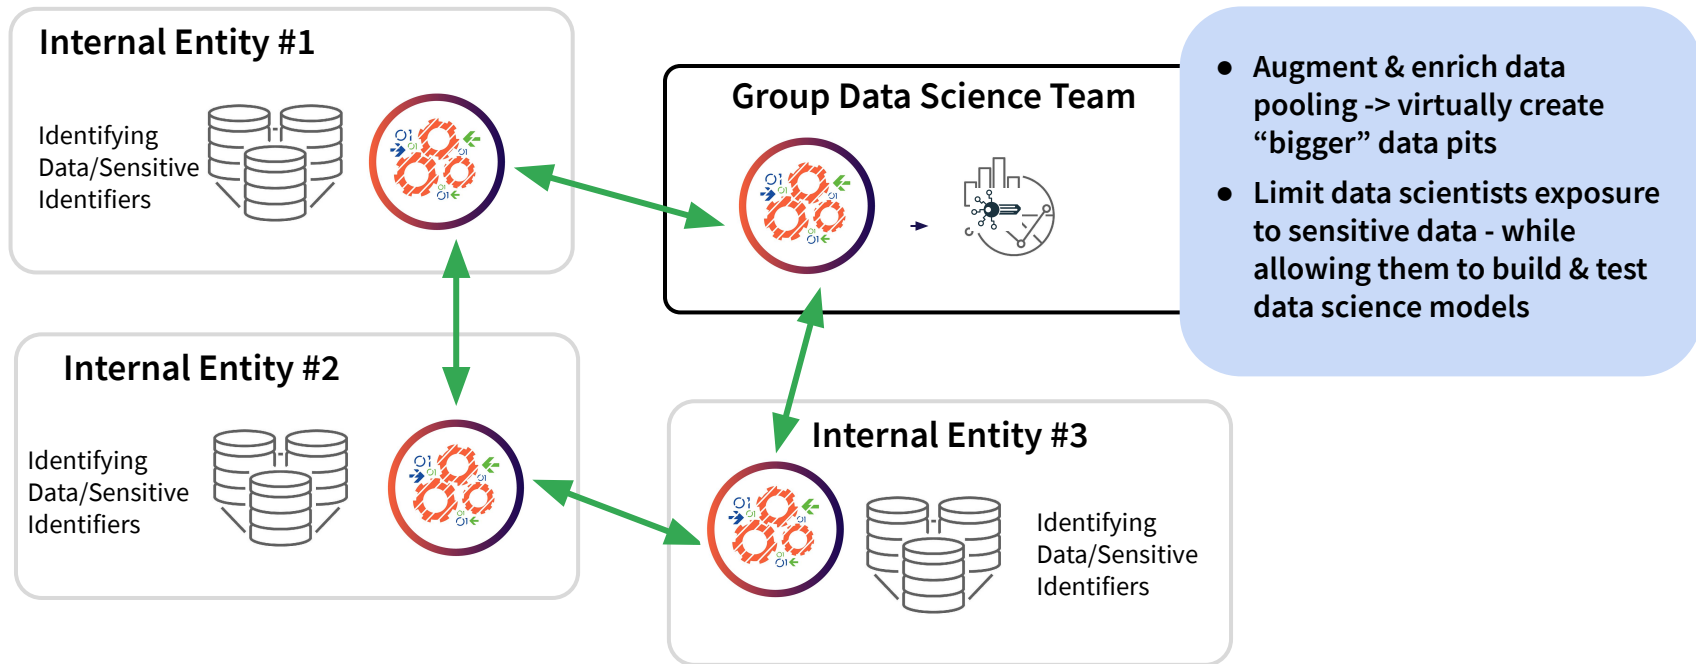 Internal Entity #1
Identifying
Data/Sensitive
Identifiers
Group Data Science Team
● Augment & enrich data
pooling -> virtually create
“bigger” data pits
● Limit data scientists exposure
to sensitive data - while
allowing them to build & test
data science models
Internal Entity #2
Identifying
Data/Sensitive
Identifiers
Internal Entity #3
Identifying
Data/Sensitive
Identifiers